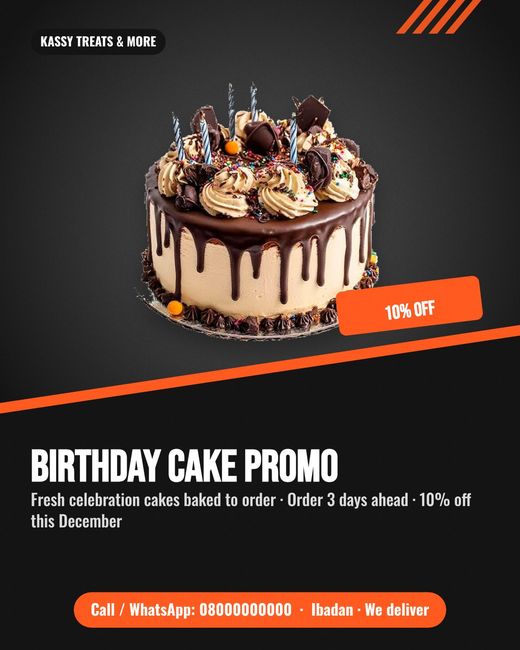 KASSY TREATS & MORE
10% OFF
BIRTHDAY CAKE PROMO
Fresh celebration cakes baked to order · Order 3 days ahead · 10% off
this December
Call / WhatsApp: 08000000000 · Ibadan · We deliver